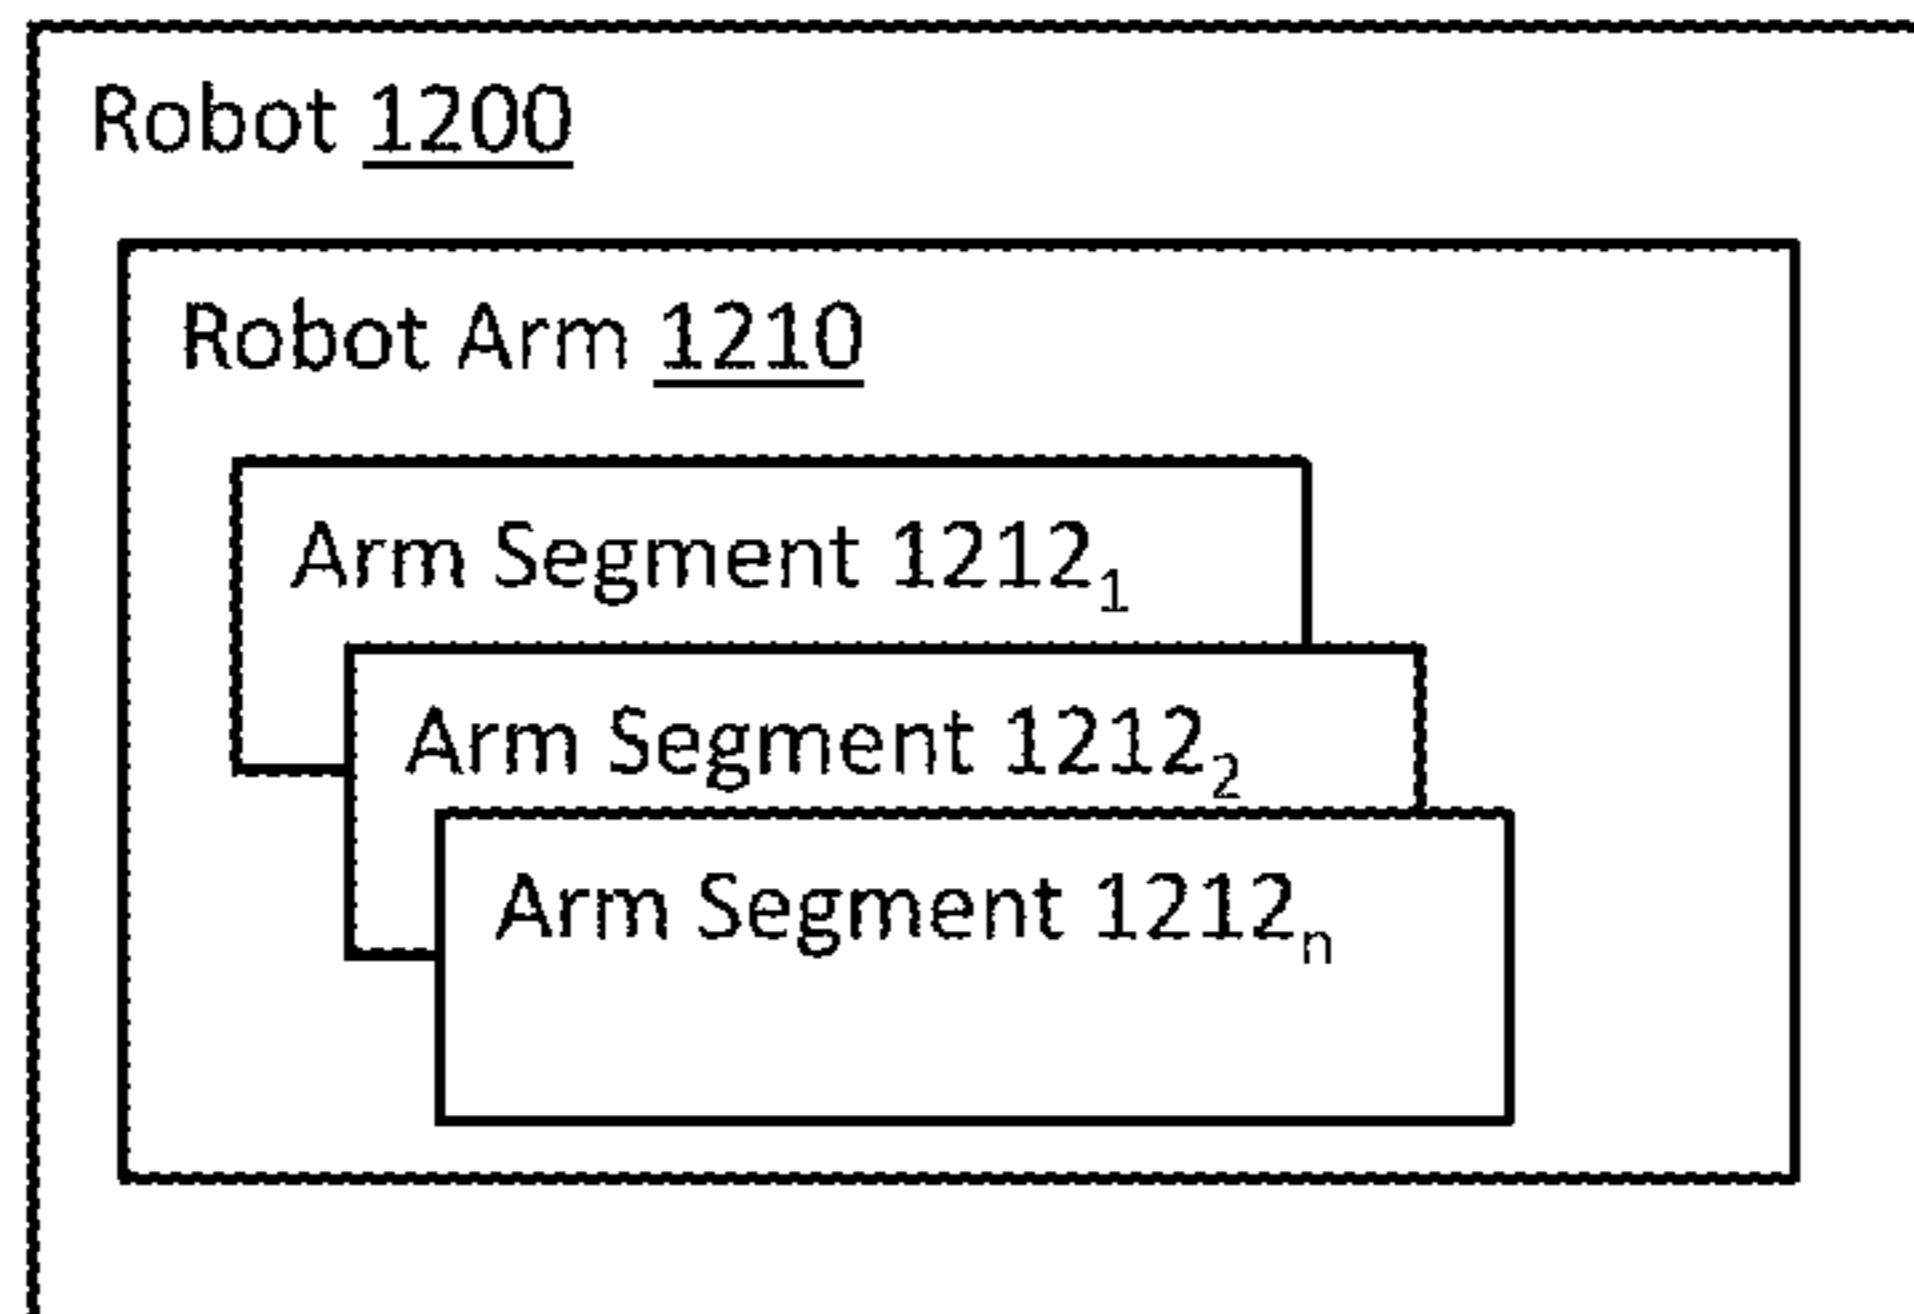 Robot 1200
Robot Arm 1210
Arm Segment 1212₁
Arm Segment 1212₂
Arm Segment 1212ₙ